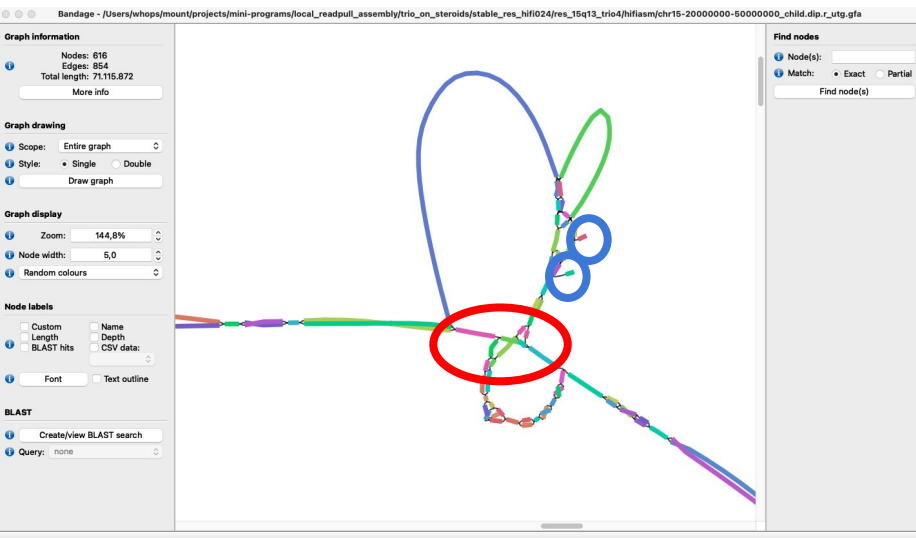 Bandage - /Users/whops/mount/projects/mini-programs/local_readpull_assembly/trio_on_steroids/stable_res_hifi024/res_15q13_trio4/hifiasm/chr15-20000000-50000000_child.dip.r_utg.gfa
Graph information
Nodes: 616
Edges: 854
Total length: 71.115.872
More info
Graph drawing
Scope: Entire graph
Style: Single Double
Draw graph
Graph display
Zoom: 144,8%
Node width: 5,0
Random colours
Node labels
Custom Name
Length Depth
BLAST hits CSV data:
Font Text outline
BLAST
Create/view BLAST search
Query: none
Find nodes
Node(s):
Match: Exact Partial
Find node(s)